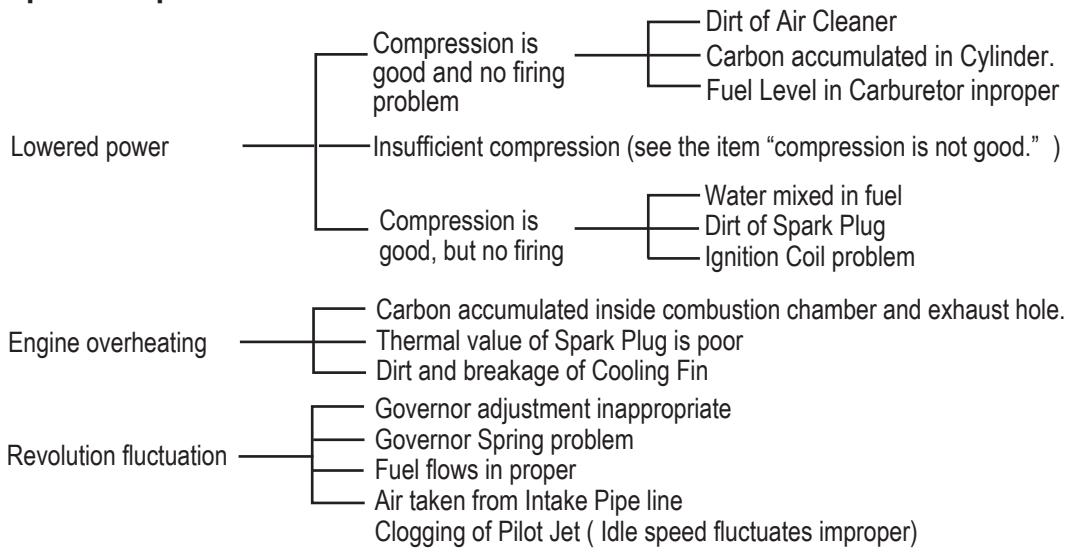 Dirt of Air Cleaner
Compression is
good and no firing
problem
Carbon accumulated in Cylinder.
Fuel Level in Carburetor inproper
Lowered power
Insufficient compression (see the item “compression is not good.” )
Water mixed in fuel
Compression is
good, but no firing
Dirt of Spark Plug
Ignition Coil problem
Carbon accumulated inside combustion chamber and exhaust hole.
Engine overheating
Thermal value of Spark Plug is poor
Dirt and breakage of Cooling Fin
Governor adjustment inappropriate
Governor Spring problem
Revolution fluctuation
Fuel flows in proper
Air taken from Intake Pipe line
Clogging of Pilot Jet ( Idle speed fluctuates improper)